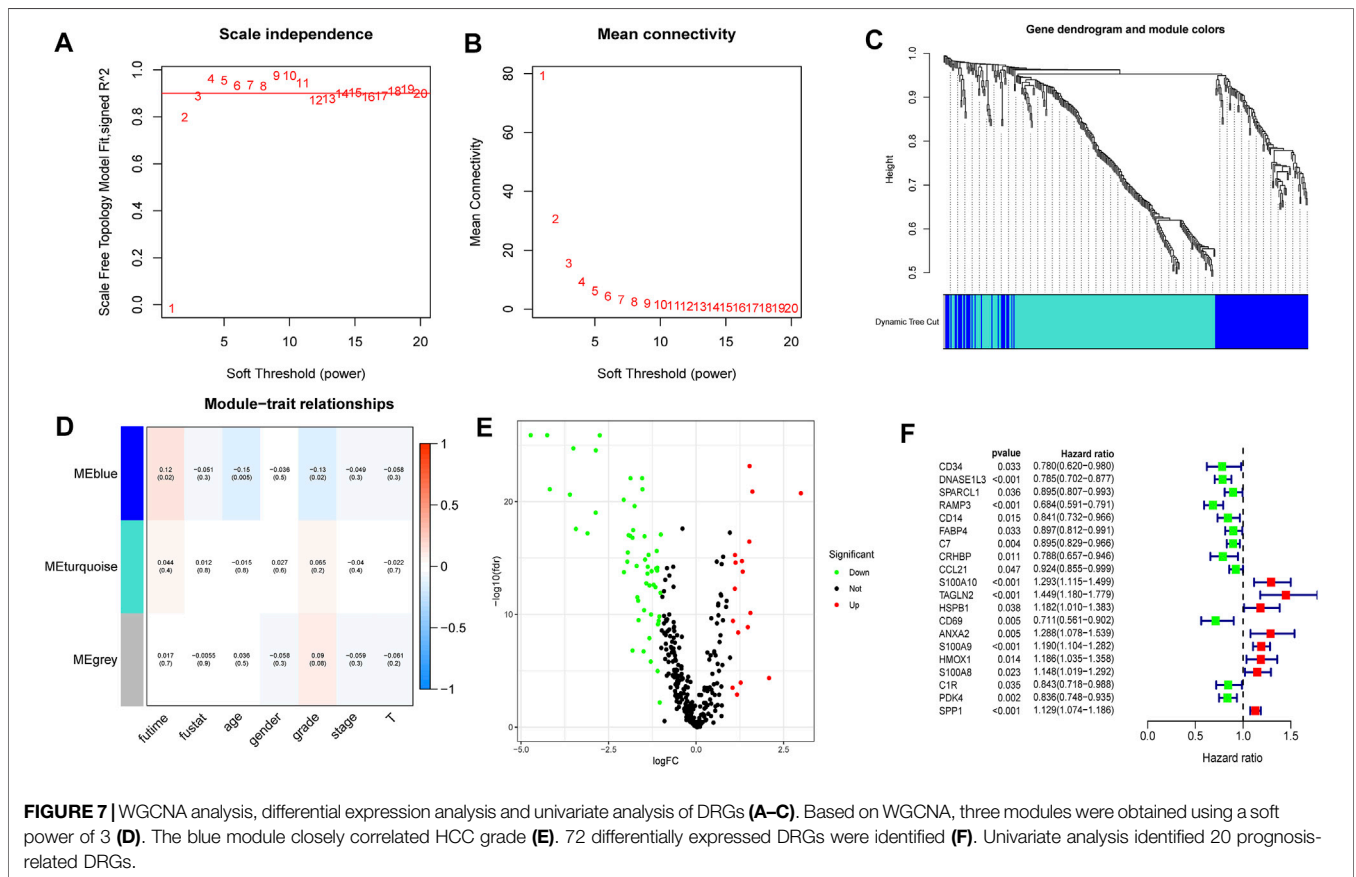 A
Scale independence
Scale Free Topology Model Fit,signed R^2
1.0
0.8
0.6
0.4
0.2
0.0
1 2 3 4 5 6 7 8 9 10 11 12 13 14 15 16 17 18 19 20
5 10 15 20
Soft Threshold (power)
B
Mean connectivity
Mean Connectivity
80
60
40
20
0
1 2 3 4 5 6 7 8 9 10 11 12 13 14 15 16 17 18 19 20
5 10 15 20
Soft Threshold (power)
C
Gene dendrogram and module colors
Height
1.0
0.9
0.8
0.7
0.6
0.5
Dynamic Tree Cut
D
Module−trait relationships
MEblue
0.12 −0.051 −0.15 −0.036 −0.13 −0.049 −0.058
(0.02) (0.3) (0.005) (0.5) (0.02) (0.3) (0.3)
MEturquoise
0.044 0.012 −0.015 0.027 0.065 −0.04 −0.022
(0.4) (0.8) (0.8) (0.6) (0.2) (0.4) (0.7)
MEgrey
0.017 −0.0055 0.036 −0.058 0.09 −0.059 −0.061
(0.7) (0.9) (0.5) (0.3) (0.08) (0.3) (0.2)
futime fustat age gender grade stage T
1
0.5
0
−0.5
−1
E
−log10(fdr)
20
10
0
−5.0 −2.5 0.0 2.5
logFC
Significant
Down
Not
Up
F
pvalue Hazard ratio
CD34 0.033 0.780(0.620−0.980)
DNASE1L3 <0.001 0.785(0.702−0.877)
SPARCL1 0.036 0.895(0.807−0.993)
RAMP3 <0.001 0.684(0.591−0.791)
CD14 0.015 0.841(0.732−0.966)
FABP4 0.033 0.897(0.812−0.991)
C7 0.004 0.895(0.829−0.966)
CRHBP 0.011 0.788(0.657−0.946)
CCL21 0.047 0.924(0.855−0.999)
S100A10 <0.001 1.293(1.115−1.499)
TAGLN2 <0.001 1.449(1.180−1.779)
HSPB1 0.038 1.182(1.010−1.383)
CD69 0.005 0.711(0.561−0.902)
ANXA2 0.005 1.288(1.078−1.539)
S100A9 <0.001 1.190(1.104−1.282)
HMOX1 0.014 1.186(1.035−1.358)
S100A8 0.023 1.148(1.019−1.292)
C1R 0.035 0.843(0.718−0.988)
PDK4 0.002 0.836(0.748−0.935)
SPP1 <0.001 1.129(1.074−1.186)
0.0 0.5 1.0 1.5
Hazard ratio
FIGURE 7 | WGCNA analysis, differential expression analysis and univariate analysis of DRGs (A–C). Based on WGCNA, three modules were obtained using a soft
power of 3 (D). The blue module closely correlated HCC grade (E). 72 differentially expressed DRGs were identified (F). Univariate analysis identified 20 prognosis-
related DRGs.